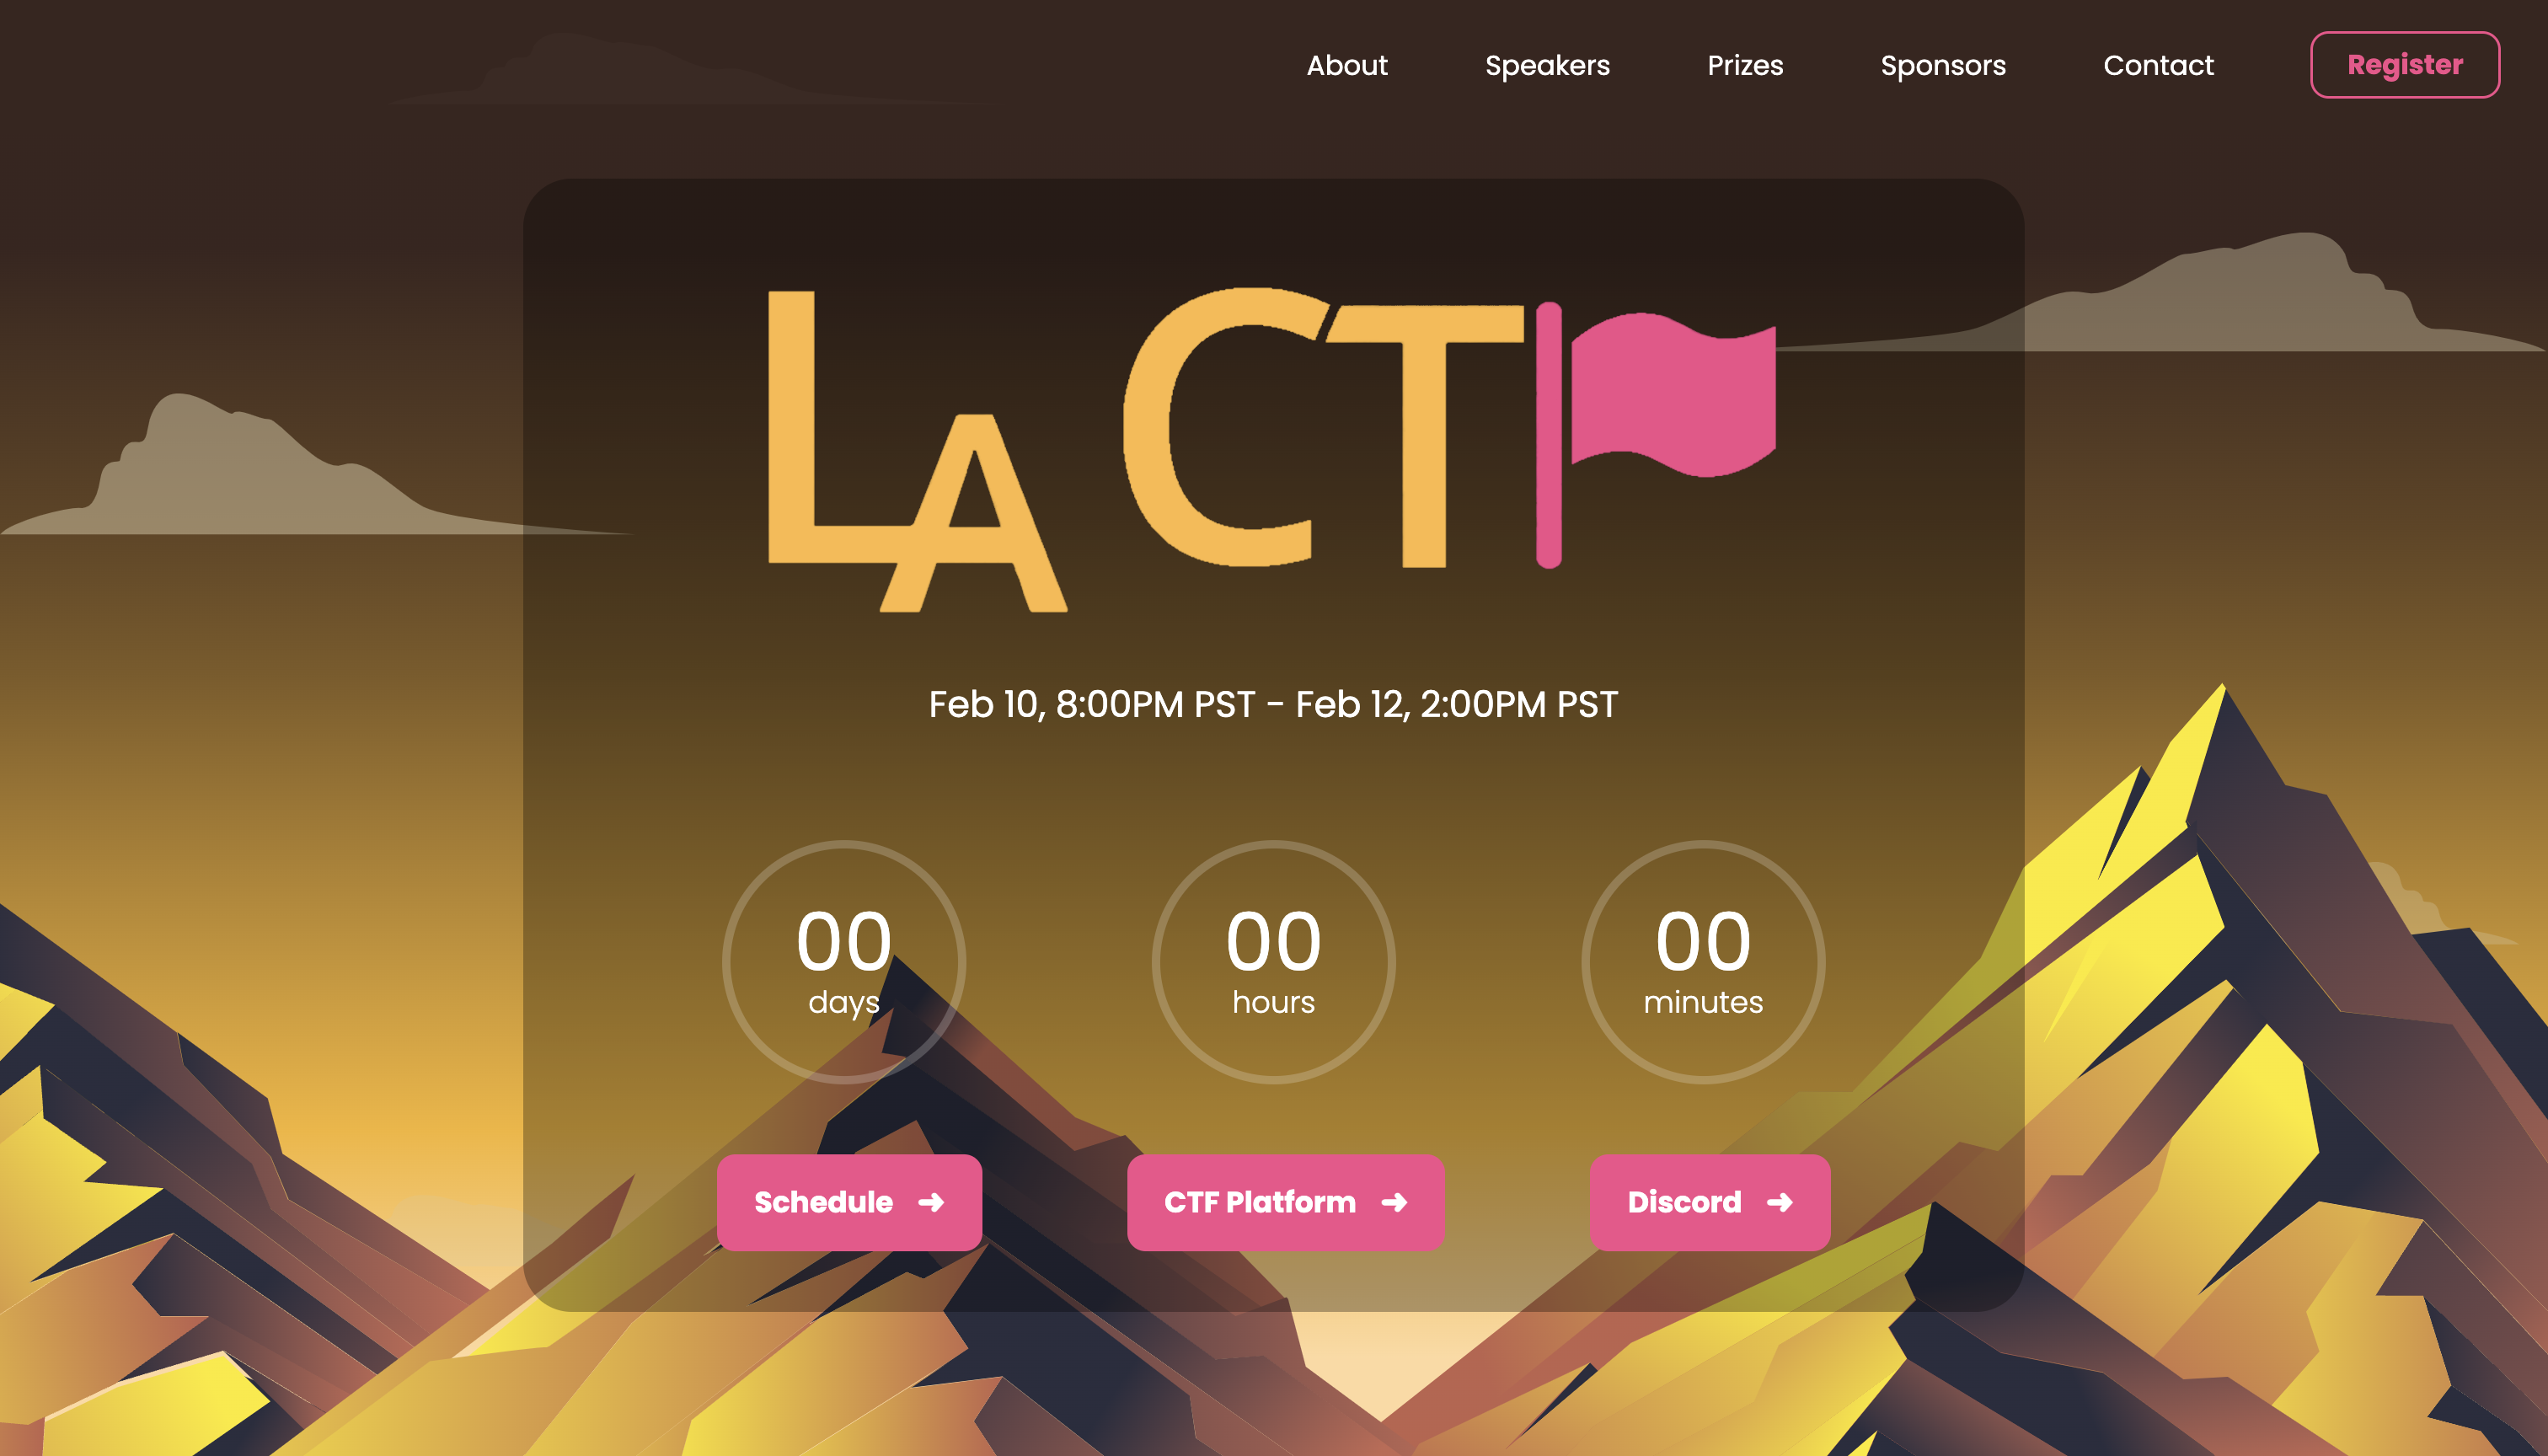 About Speakers Prizes Sponsors Contact Register
LA CT
Feb 10, 8:00PM PST - Feb 12, 2:00PM PST
00 00 00
days hours minutes
Schedule ➜ CTF Platform ➜ Discord ➜